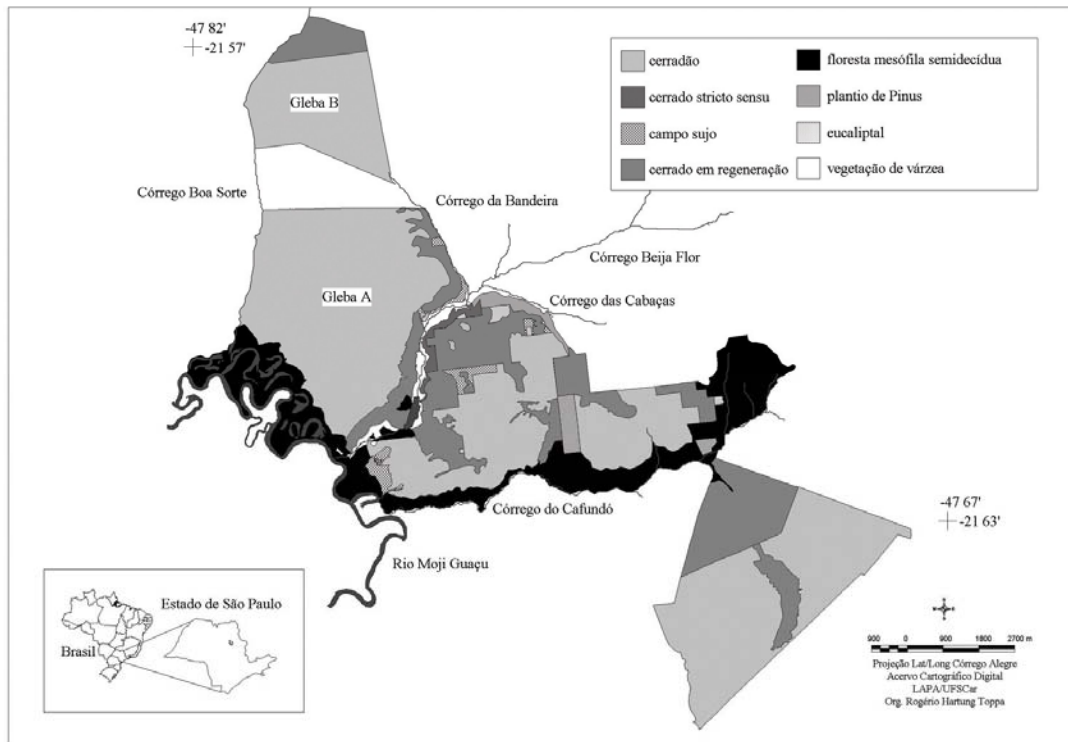 -47 82'
-21 57'
cerradão
cerrado stricto sensu
campo sujo
cerrado em regeneração
floresta mesófila semidecídua
plantio de Pinus
eucaliptal
vegetação de várzea
Gleba B
Córrego Boa Sorte
Córrego da Bandeira
Córrego Beija Flor
Gleba A
Córrego das Cabaças
-47 67'
-21 63'
Córrego do Cafundó
Rio Moji Guaçu
Estado de São Paulo
Brasil
900 0 900 1800 2700 m
Projeção Lat/Long Córrego Alegre
Acervo Cartográfico Digital
LAPA/UFSCar
Org. Rogério Hartung Toppa